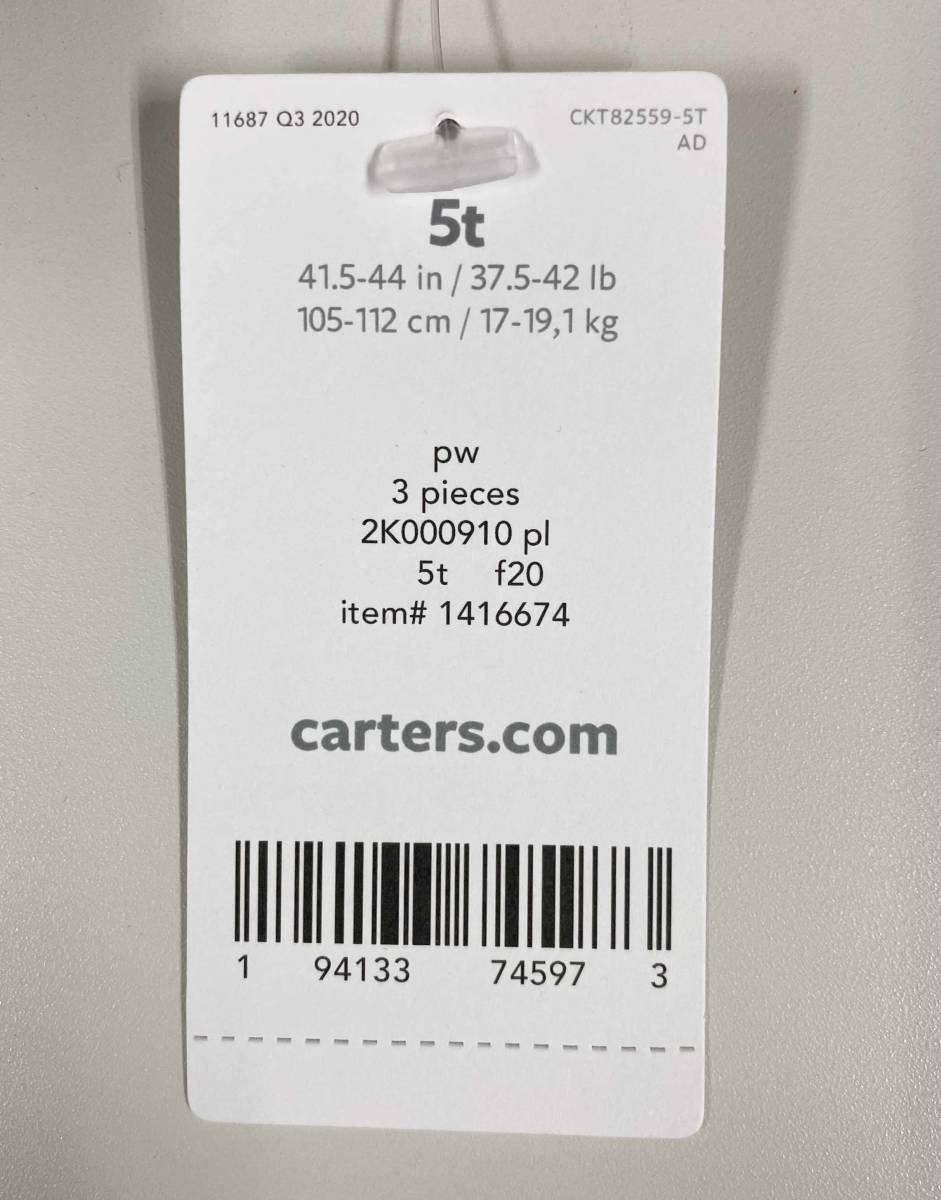 11687 Q3 2020
CKT82559-5T
AD
5t
41.5-44 in / 37.5-42 lb
105-112 cm / 17-19,1 kg
pw
3 pieces
2K000910 pl
5t f20
item# 1416674
carters.com
1 94133 74597 3